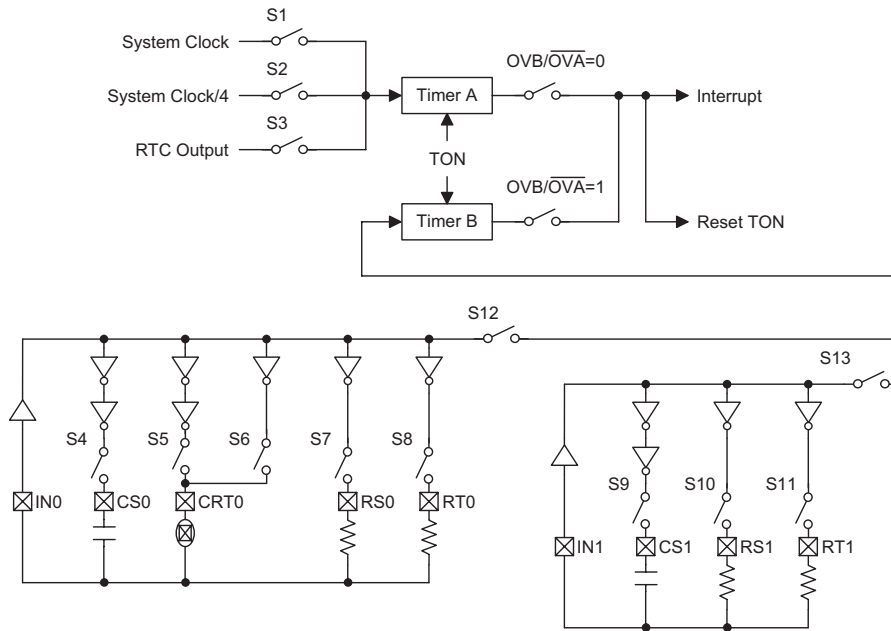 S1
System Clock
S2
System Clock/4
S3
RTC Output
Timer A
OVB/O̅V̅A̅=0
Interrupt
TON
OVB/O̅V̅A̅=1
Timer B
Reset TON
S12
S13
S4
S5
S6
S7
S8
IN0
CS0
CRT0
RS0
RT0
S9
S10
S11
IN1
CS1
RS1
RT1